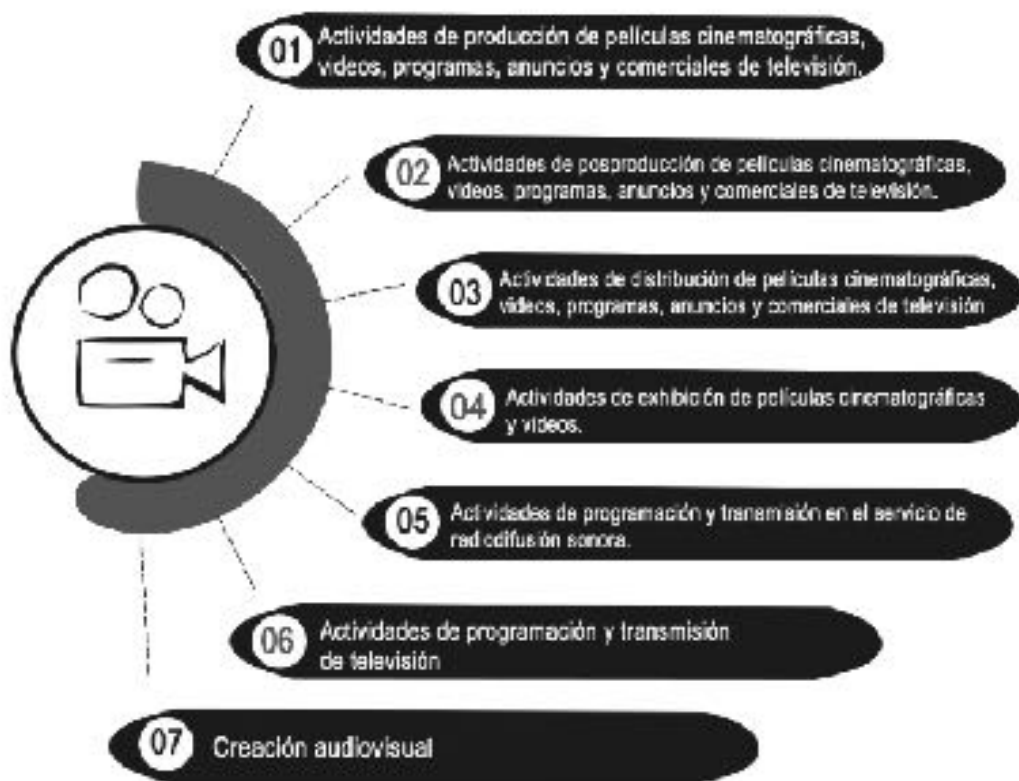 01 Actividades de producción de películas cinematográficas,
videos, programas, anuncios y comerciales de televisión.
02 Actividades de posproducción de películas cinematográficas,
videos, programas, anuncios y comerciales de televisión.
03 Actividades de distribución de películas cinematográficas,
videos, programas, anuncios y comerciales de televisión
04 Actividades de exhibición de películas cinematográficas
y videos.
05 Actividades de programación y transmisión en el servicio de
radiodifusión sonora.
06 Actividades de programación y transmisión
de televisión
07 Creación audiovisual